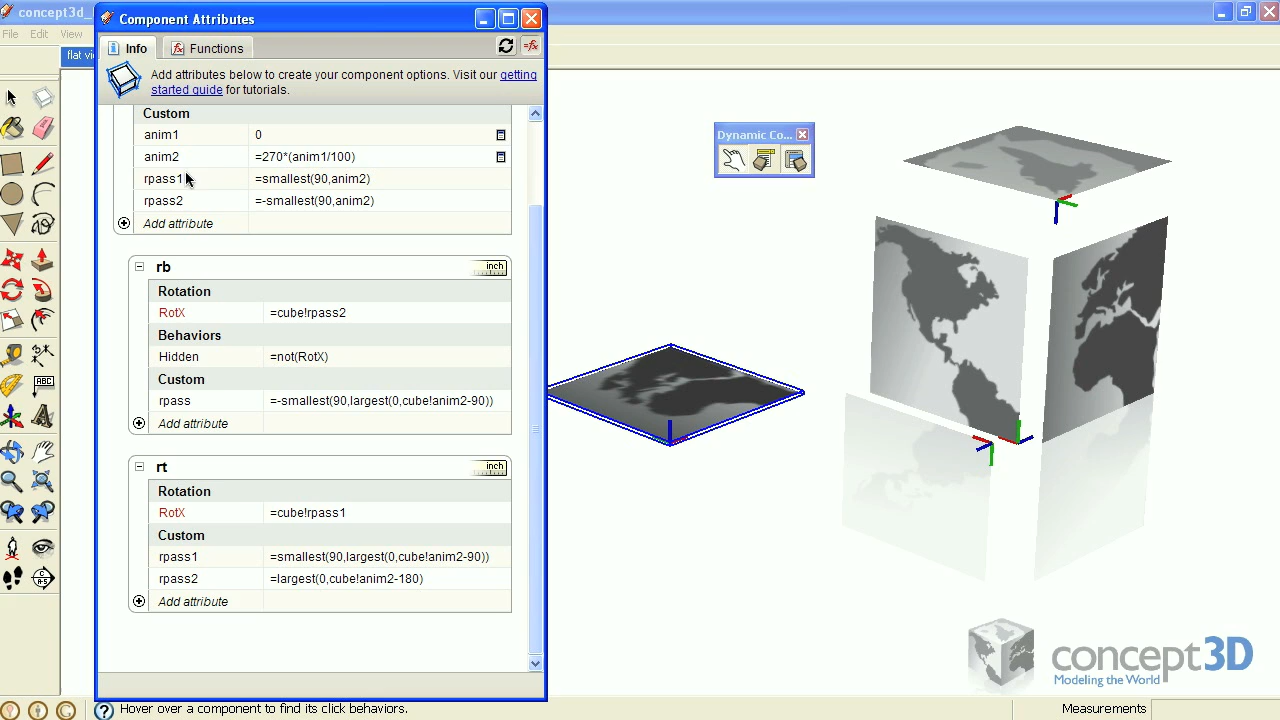 concept3d_
Component Attributes
File Edit View
flat vi
Info
Functions
=fx
Add attributes below to create your component options. Visit our getting
started guide for tutorials.
Custom
anim1 0
anim2 =270*(anim1/100)
rpass1 =smallest(90,anim2)
rpass2 =-smallest(90,anim2)
Add attribute
rb inch
Rotation
RotX =cube!rpass2
Behaviors
Hidden =not(RotX)
Custom
rpass =-smallest(90,largest(0,cube!anim2-90))
Add attribute
rt inch
Rotation
RotX =cube!rpass1
Custom
rpass1 =smallest(90,largest(0,cube!anim2-90))
rpass2 =largest(0,cube!anim2-180)
Add attribute
Dynamic Co...
ABC
concept3D
Modeling the World
Hover over a component to find its click behaviors.
Measurements